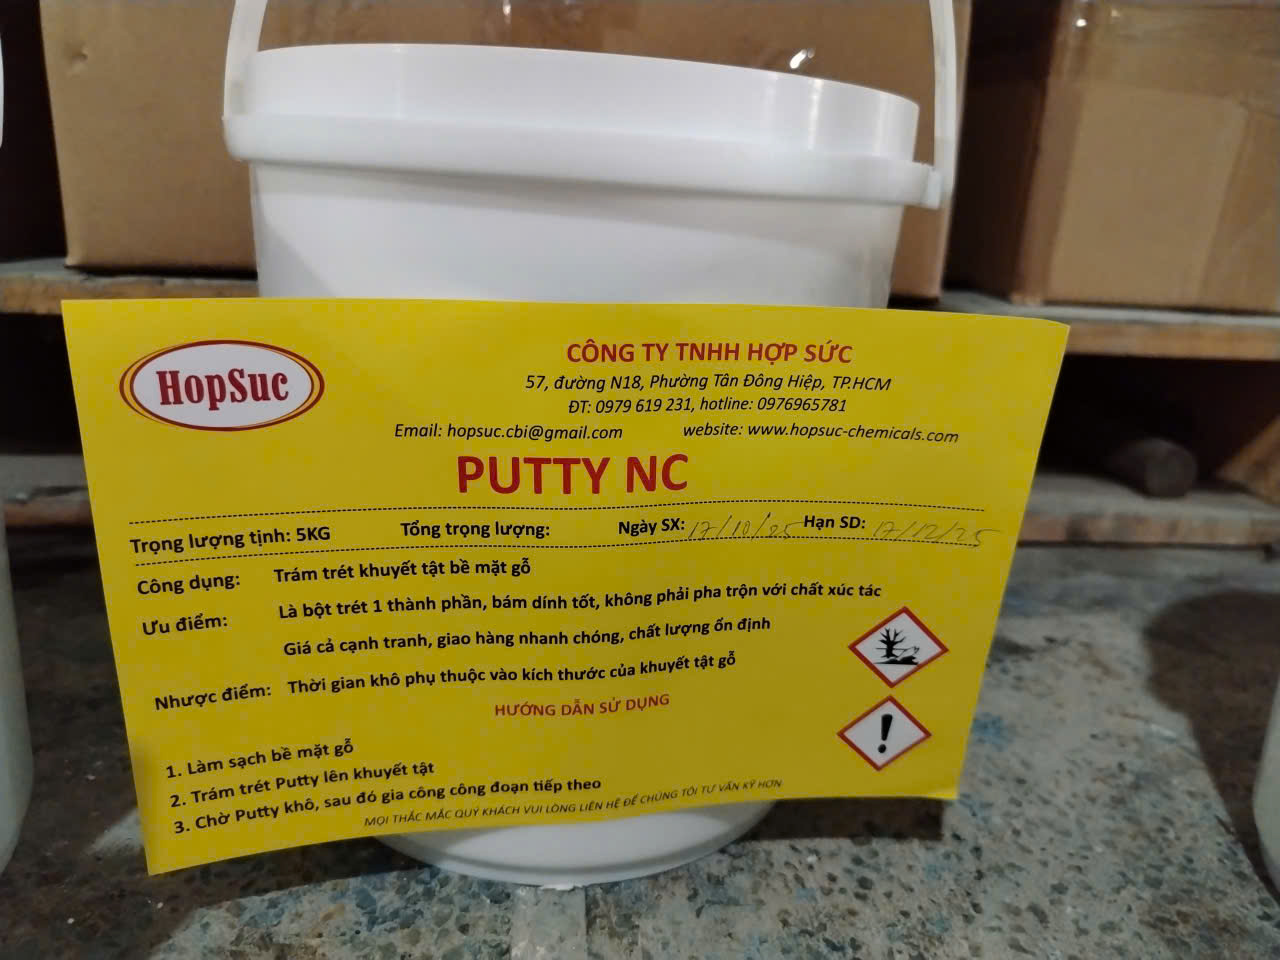 HopSuc
CÔNG TY TNHH HỢP SỨC
57, đường N18, Phường Tân Đông Hiệp, TP.HCM
ĐT: 0979 619 231, hotline: 0976965781
Email: hopsuc.cbi@gmail.com website: www.hopsuc-chemicals.com
PUTTY NC
Trọng lượng tịnh: 5KG Tổng trọng lượng: Ngày SX: 17/10/25 Hạn SD: 17/12/25
Công dụng: Trám trét khuyết tật bề mặt gỗ
Ưu điểm: Là bột trét 1 thành phần, bám dính tốt, không phải pha trộn với chất xúc tác
Giá cả cạnh tranh, giao hàng nhanh chóng, chất lượng ổn định
Nhược điểm: Thời gian khô phụ thuộc vào kích thước của khuyết tật gỗ
HƯỚNG DẪN SỬ DỤNG
1. Làm sạch bề mặt gỗ
2. Trám trét Putty lên khuyết tật
3. Chờ Putty khô, sau đó gia công công đoạn tiếp theo
MỌI THẮC MẮC QUÝ KHÁCH VUI LÒNG LIÊN HỆ ĐỂ CHÚNG TÔI TƯ VẤN KỸ HƠN